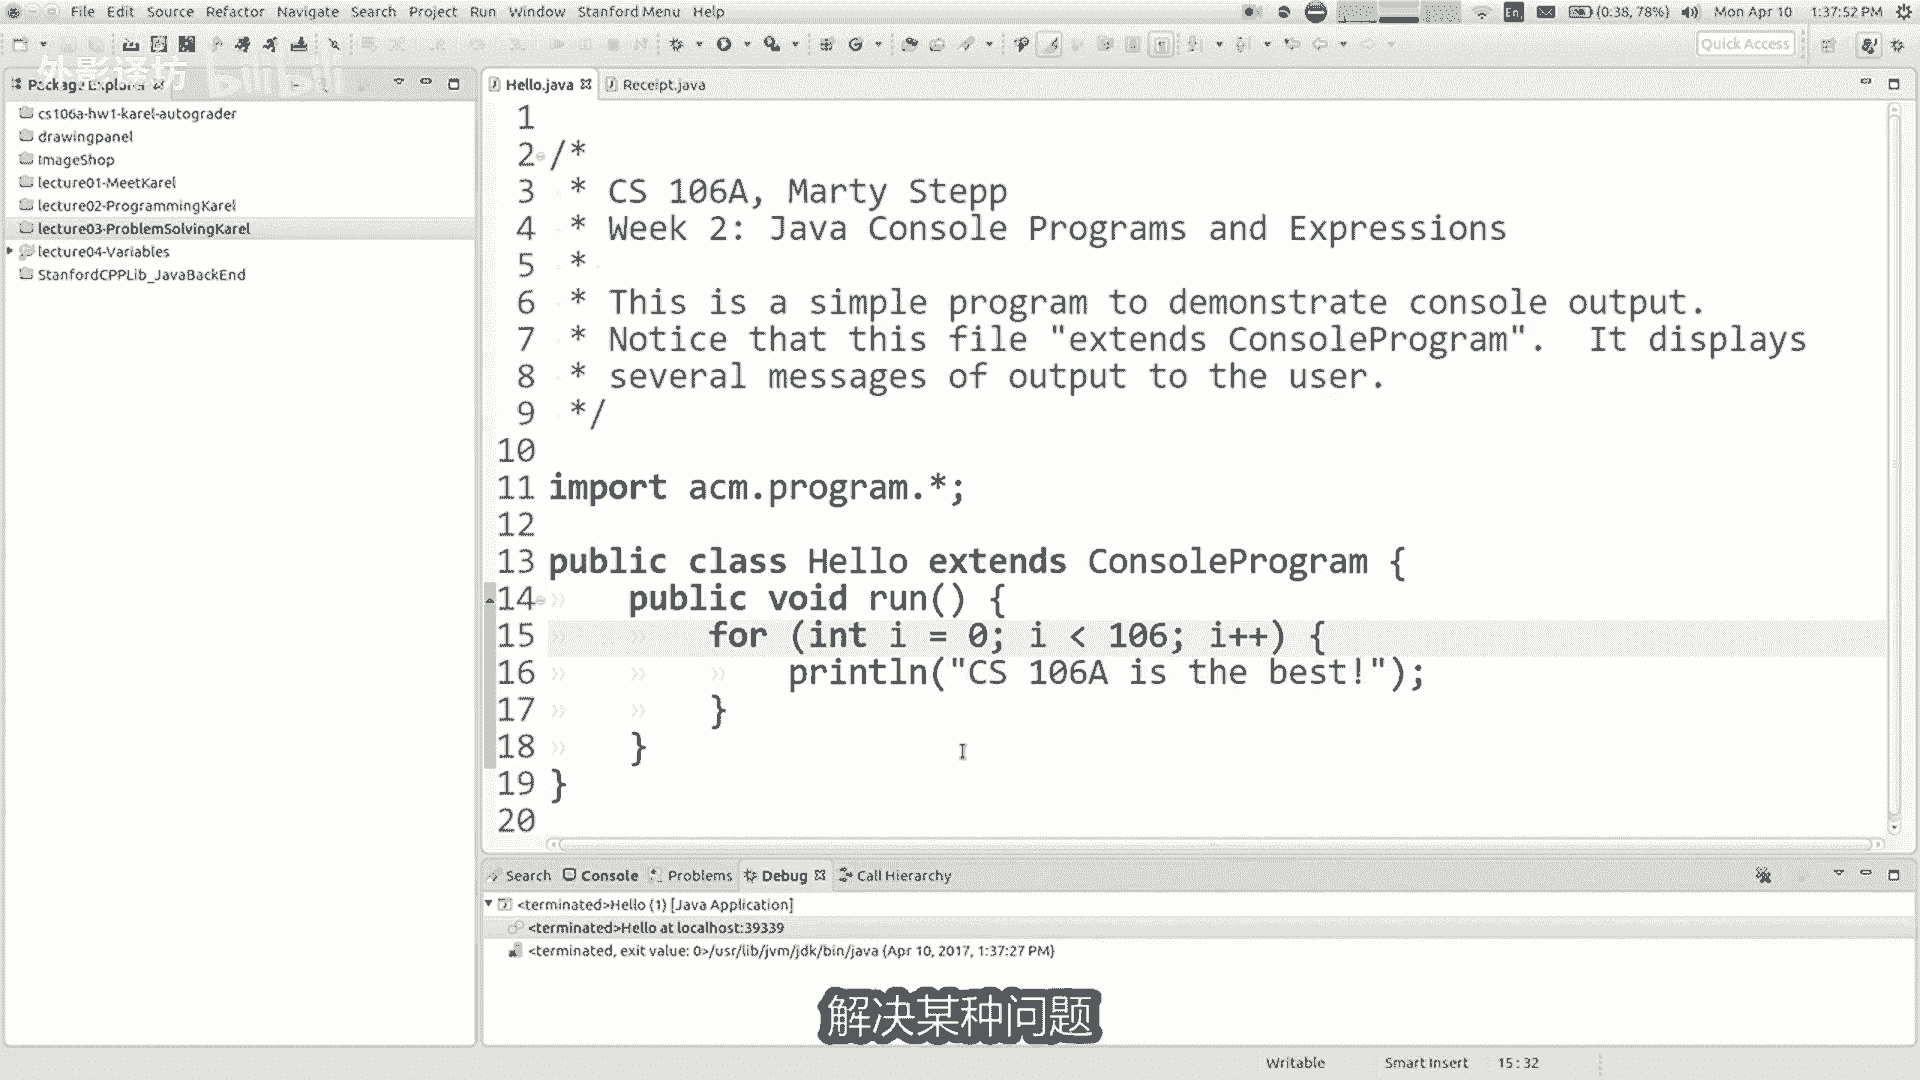 File Edit Source Refactor Navigate Search Project Run Window Stanford Menu Help
En
(0:38, 78%)
Mon Apr 10
1:37:52 PM
Quick Access
外影译坊 bilibili
Package Explorer
Hello.java
Receipt.java
cs106a-hw1-karel-autograder
drawingpanel
ImageShop
lecture01-MeetKarel
lecture02-ProgrammingKarel
lecture03-ProblemSolvingKarel
lecture04-Variables
StanfordCPPLib_JavaBackEnd
1
2 /*
3 * CS 106A, Marty Stepp
4 * Week 2: Java Console Programs and Expressions
5 *
6 * This is a simple program to demonstrate console output.
7 * Notice that this file "extends ConsoleProgram". It displays
8 * several messages of output to the user.
9 */
10
11 import acm.program.*;
12
13 public class Hello extends ConsoleProgram {
14 public void run() {
15 for (int i = 0; i < 106; i++) {
16 println("CS 106A is the best!");
17 }
18 }
19 }
20
Search Console Problems Debug Call Hierarchy
<terminated>Hello (1) [Java Application]
<terminated>Hello at localhost:39339
<terminated, exit value: 0>/usr/lib/jvm/jdk/bin/java (Apr 10, 2017, 1:37:27 PM)
解决某种问题
Writable
Smart Insert
15 : 32